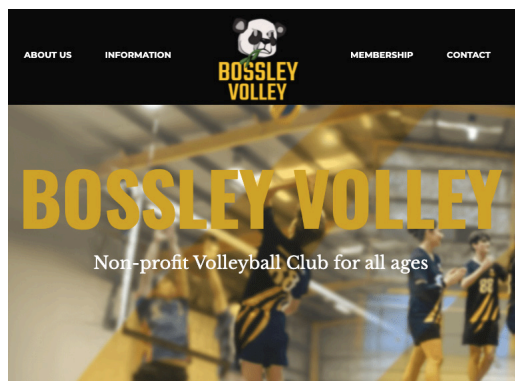 ABOUT US
INFORMATION
BOSSLEY
VOLLEY
MEMBERSHIP
CONTACT
BOSSLEY VOLLEY
Non-profit Volleyball Club for all ages